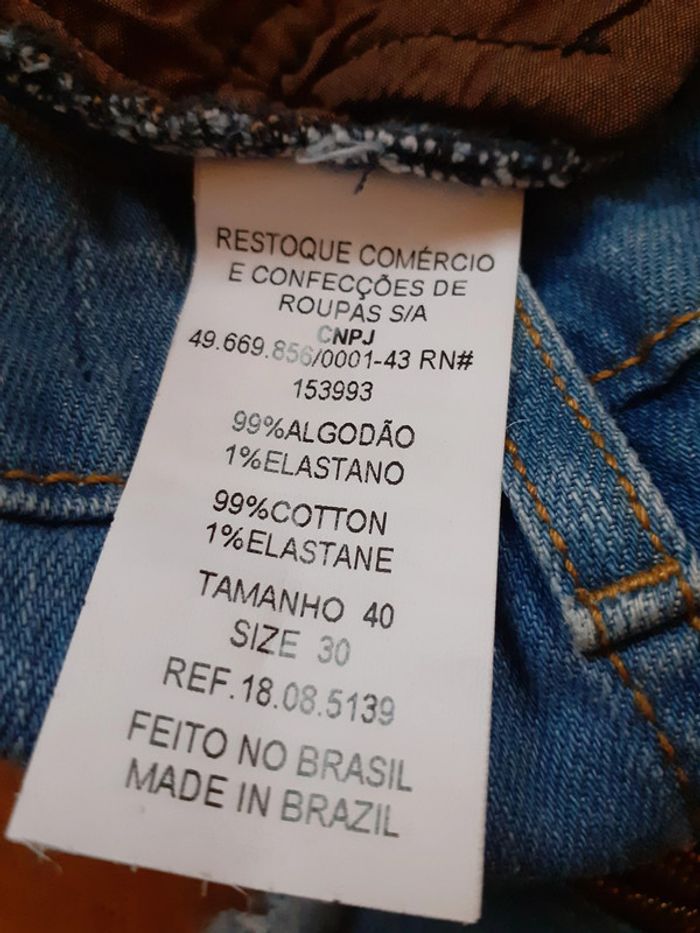 RESTOQUE COMÉRCIO
E CONFECÇÕES DE
ROUPAS S/A
CNPJ
49.669.856/0001-43 RN#
153993
99%ALGODÃO
1%ELASTANO
99%COTTON
1%ELASTANE
TAMANHO 40
SIZE 30
REF.18.08.5139
FEITO NO BRASIL
MADE IN BRAZIL